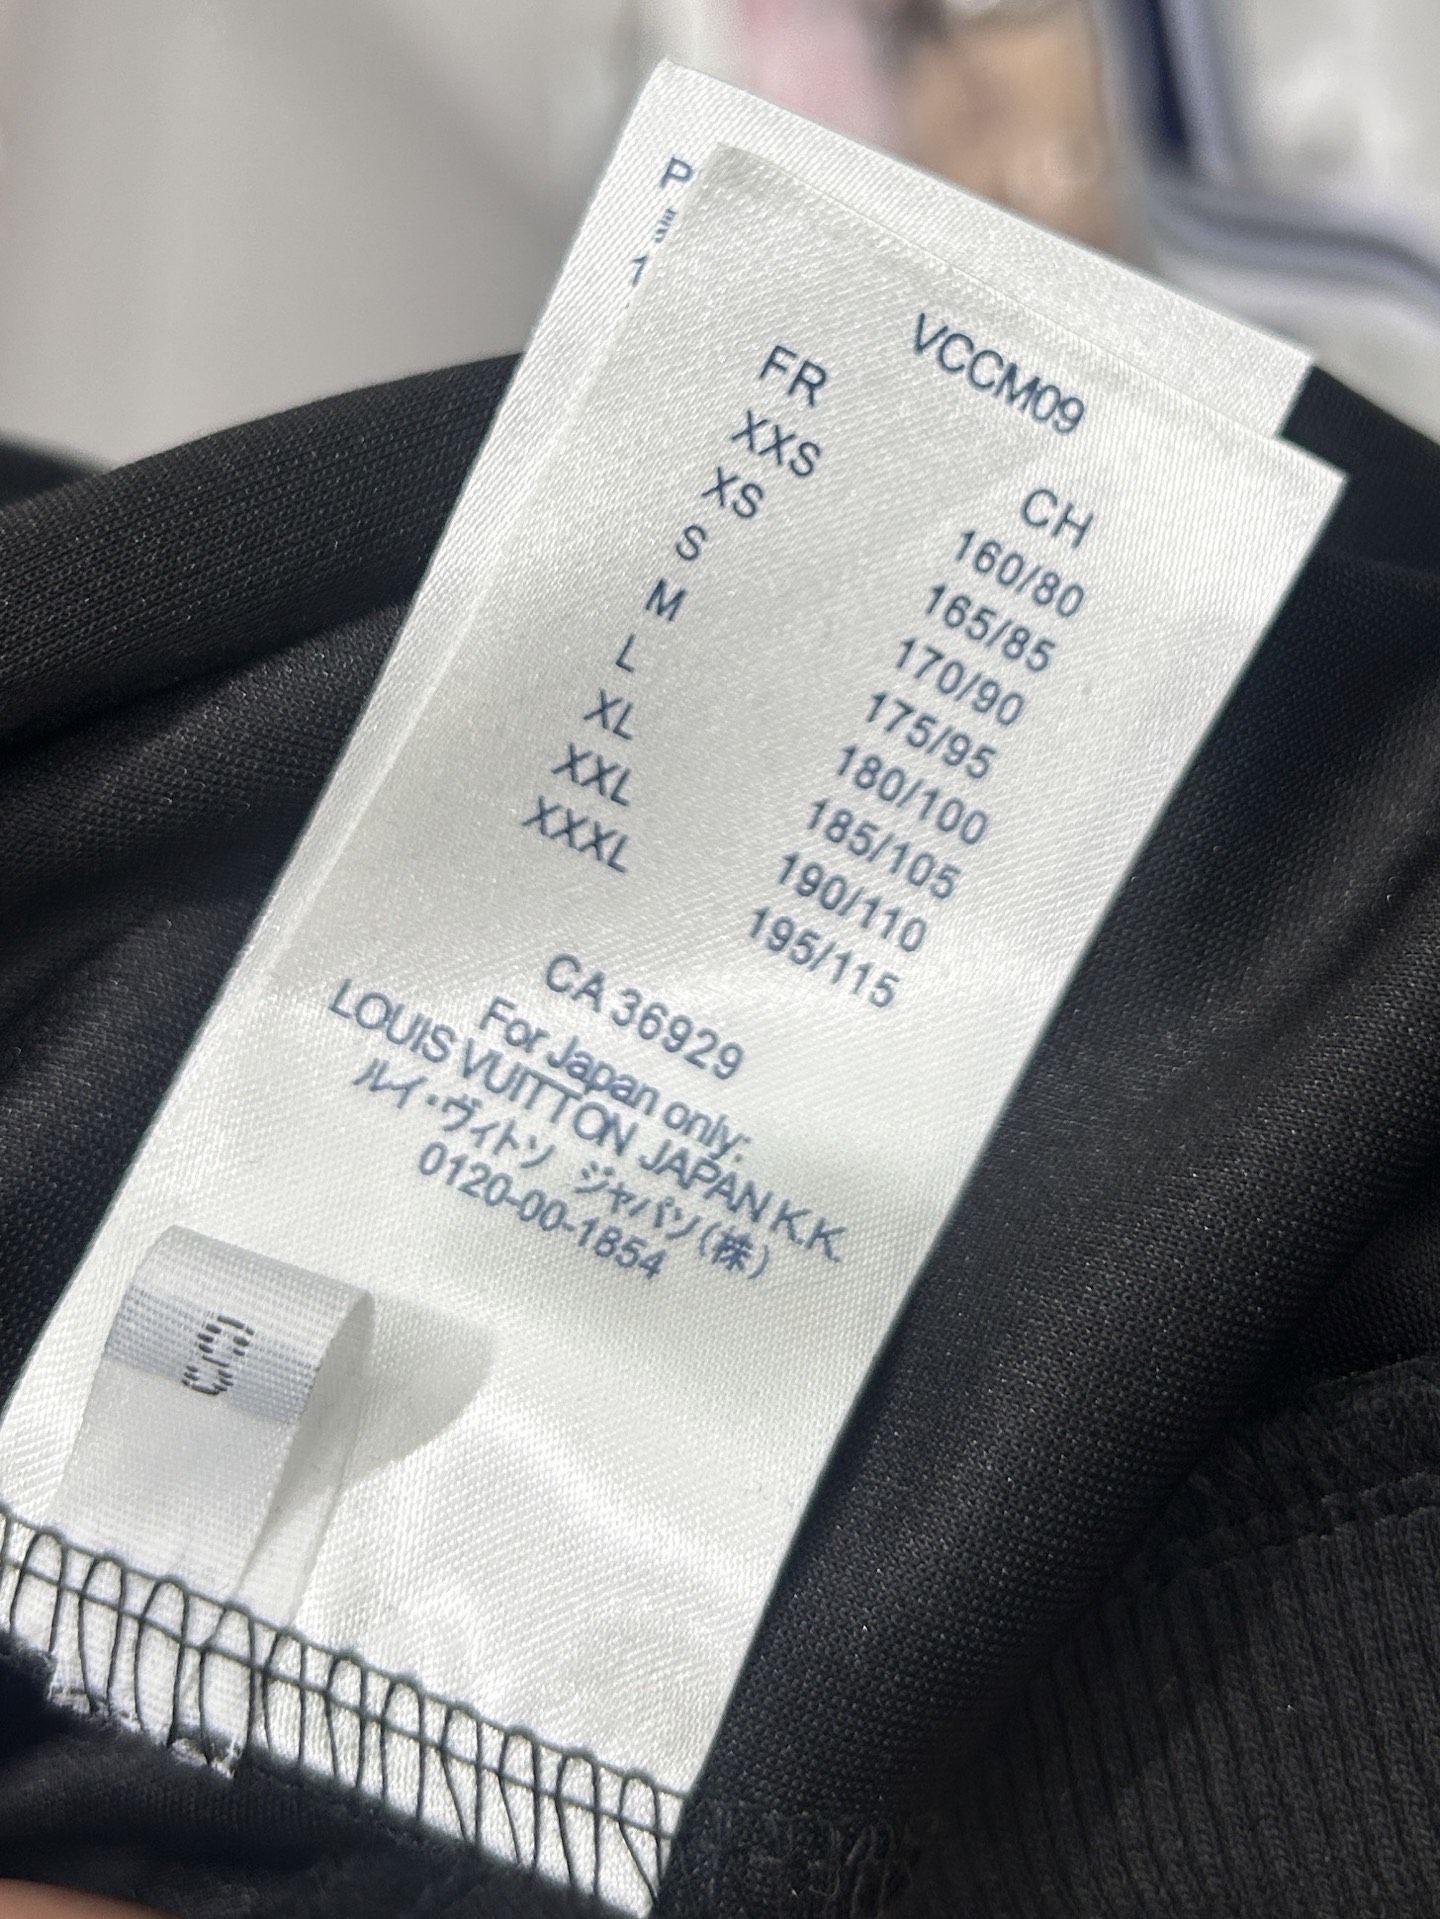 P
1
VCCM09
FR CH
XXS 160/80
XS 165/85
S 170/90
M 175/95
L 180/100
XL 185/105
XXL 190/110
XXXL 195/115
CA 36929
For Japan only:
LOUIS VUITTON JAPAN K.K.
ルイ・ヴィトン ジャパン(株)
0120-00-1854
S